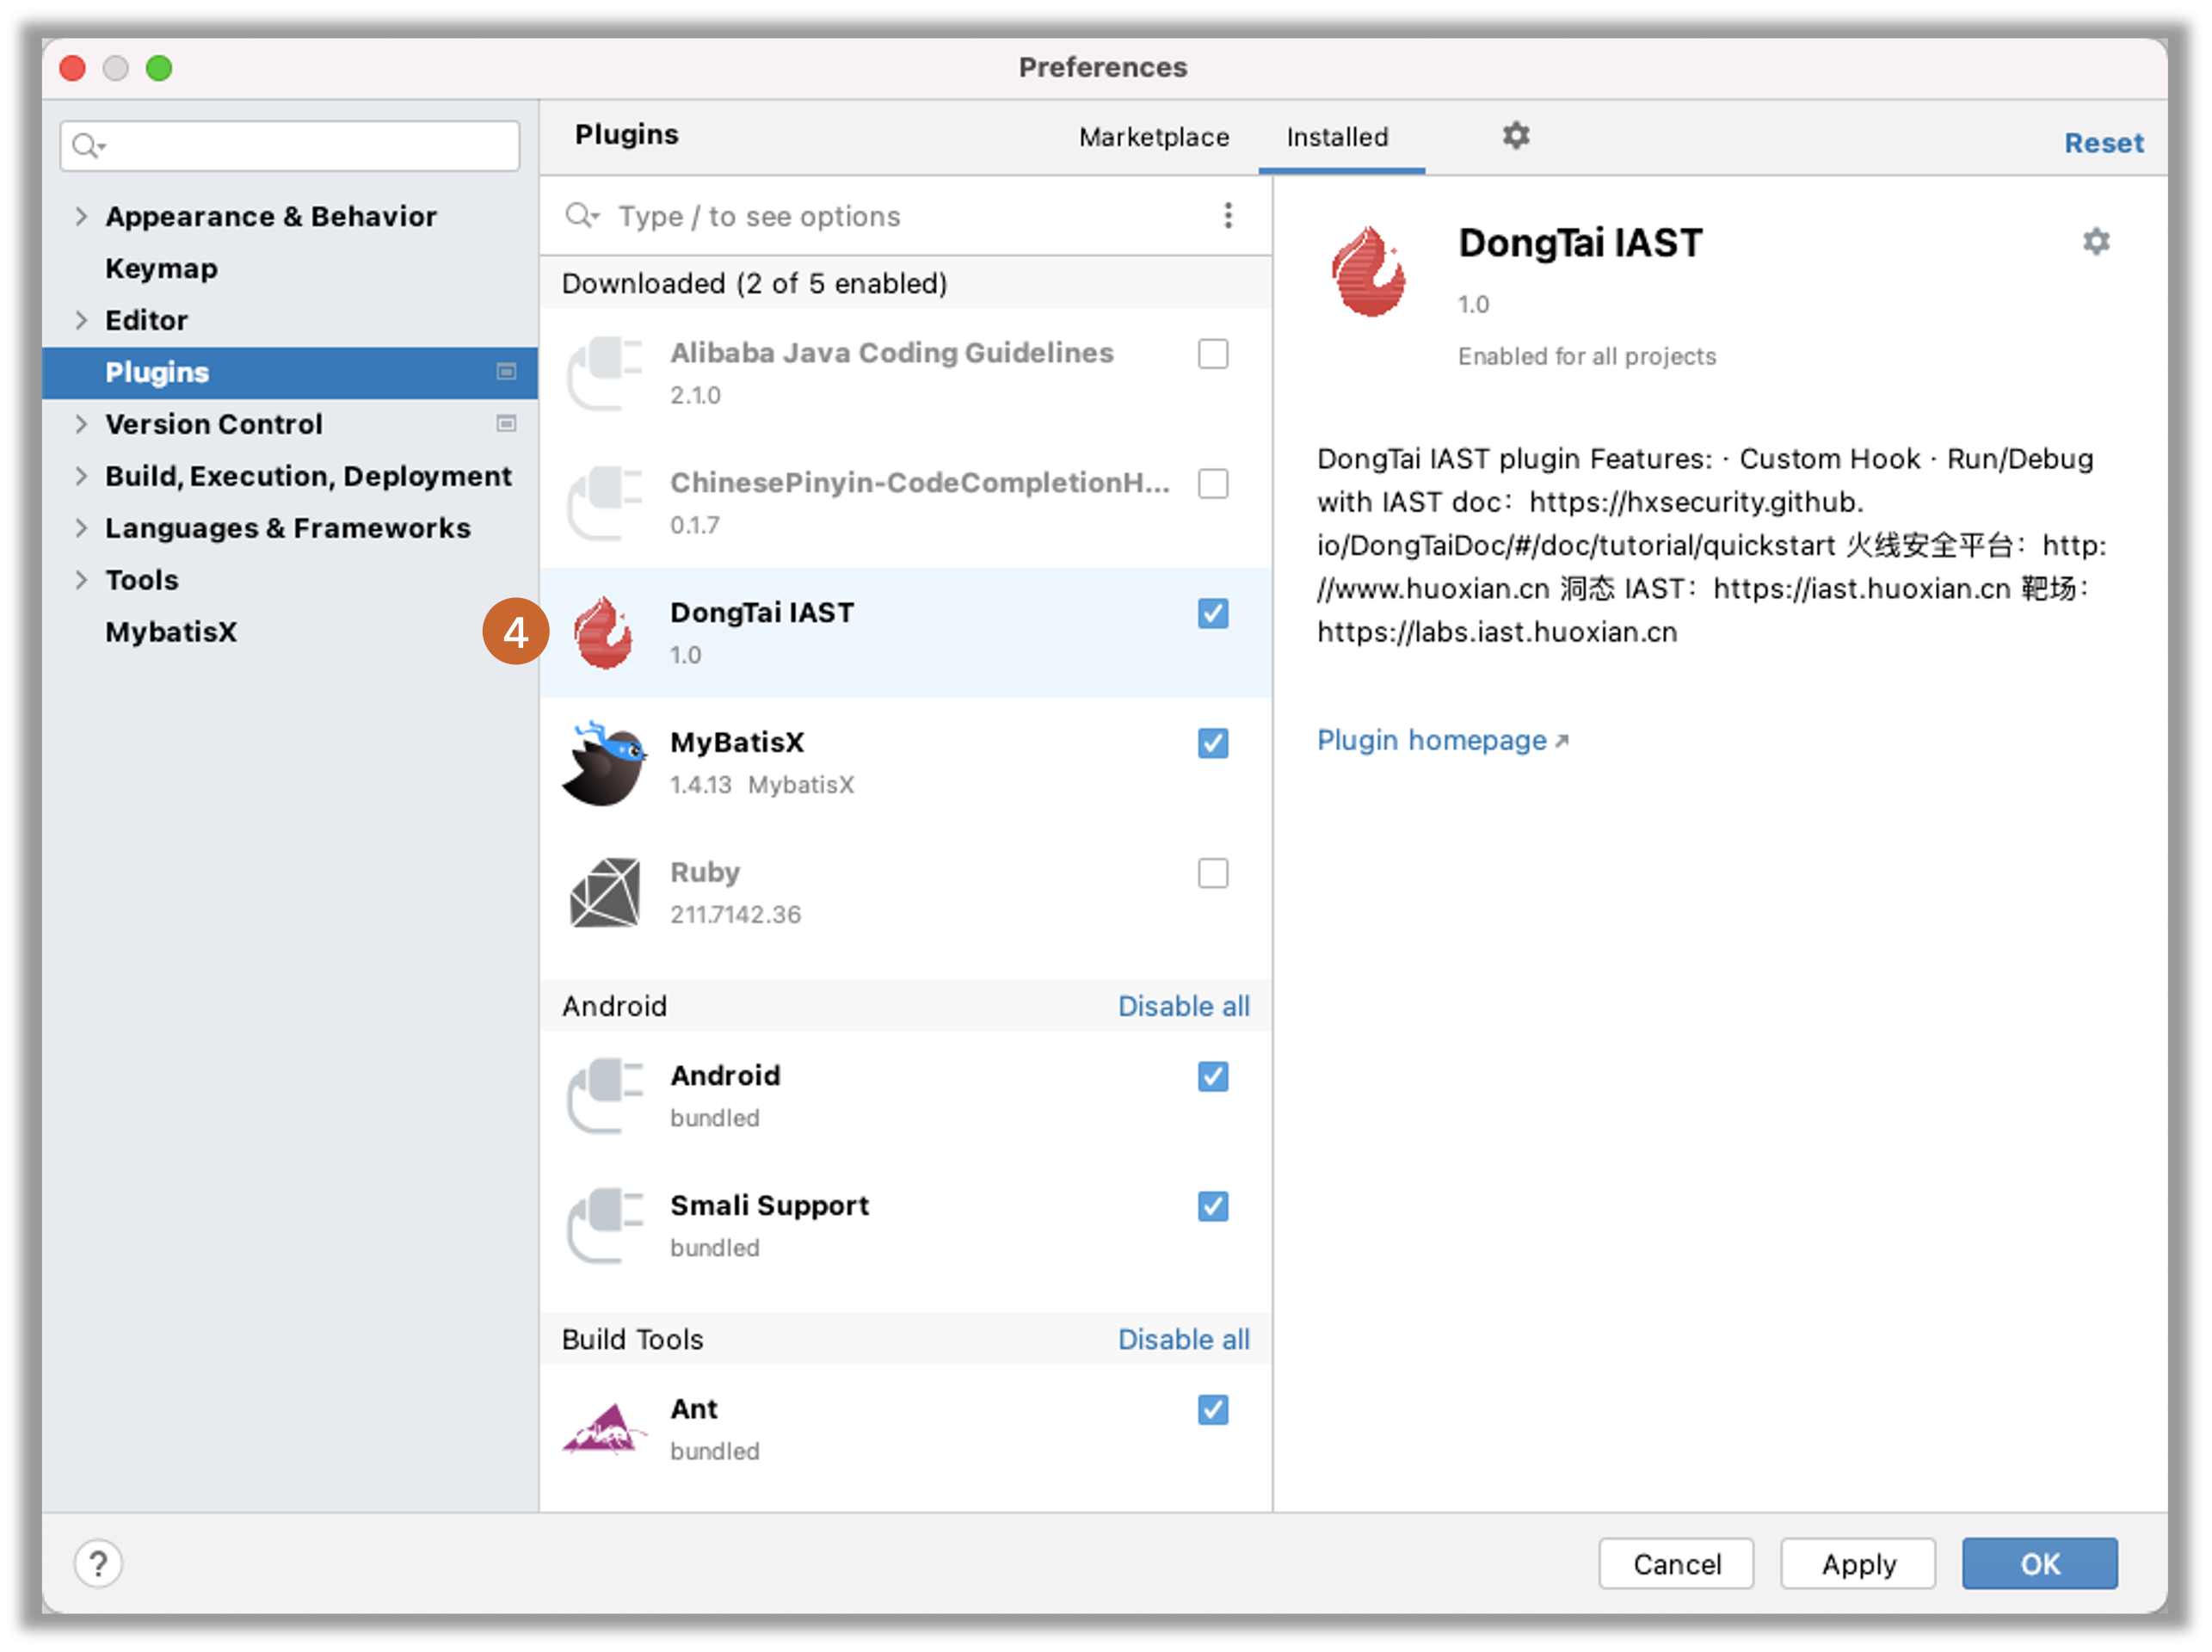 Preferences
Appearance & Behavior
Keymap
Editor
Plugins
Version Control
Build, Execution, Deployment
Languages & Frameworks
Tools
MybatisX
4
Plugins
Marketplace
Installed
Reset
Type / to see options
Downloaded (2 of 5 enabled)
Alibaba Java Coding Guidelines
2.1.0
ChinesePinyin-CodeCompletionH...
0.1.7
DongTai IAST
1.0
MyBatisX
1.4.13 MybatisX
Ruby
211.7142.36
Android
Disable all
Android
bundled
Smali Support
bundled
Build Tools
Disable all
Ant
bundled
DongTai IAST
1.0
Enabled for all projects
DongTai IAST plugin Features: · Custom Hook · Run/Debug
with IAST doc：https://hxsecurity.github.
io/DongTaiDoc/#/doc/tutorial/quickstart 火线安全平台：http:
//www.huoxian.cn 洞态 IAST：https://iast.huoxian.cn 靶场：
https://labs.iast.huoxian.cn
Plugin homepage
?
Cancel
Apply
OK